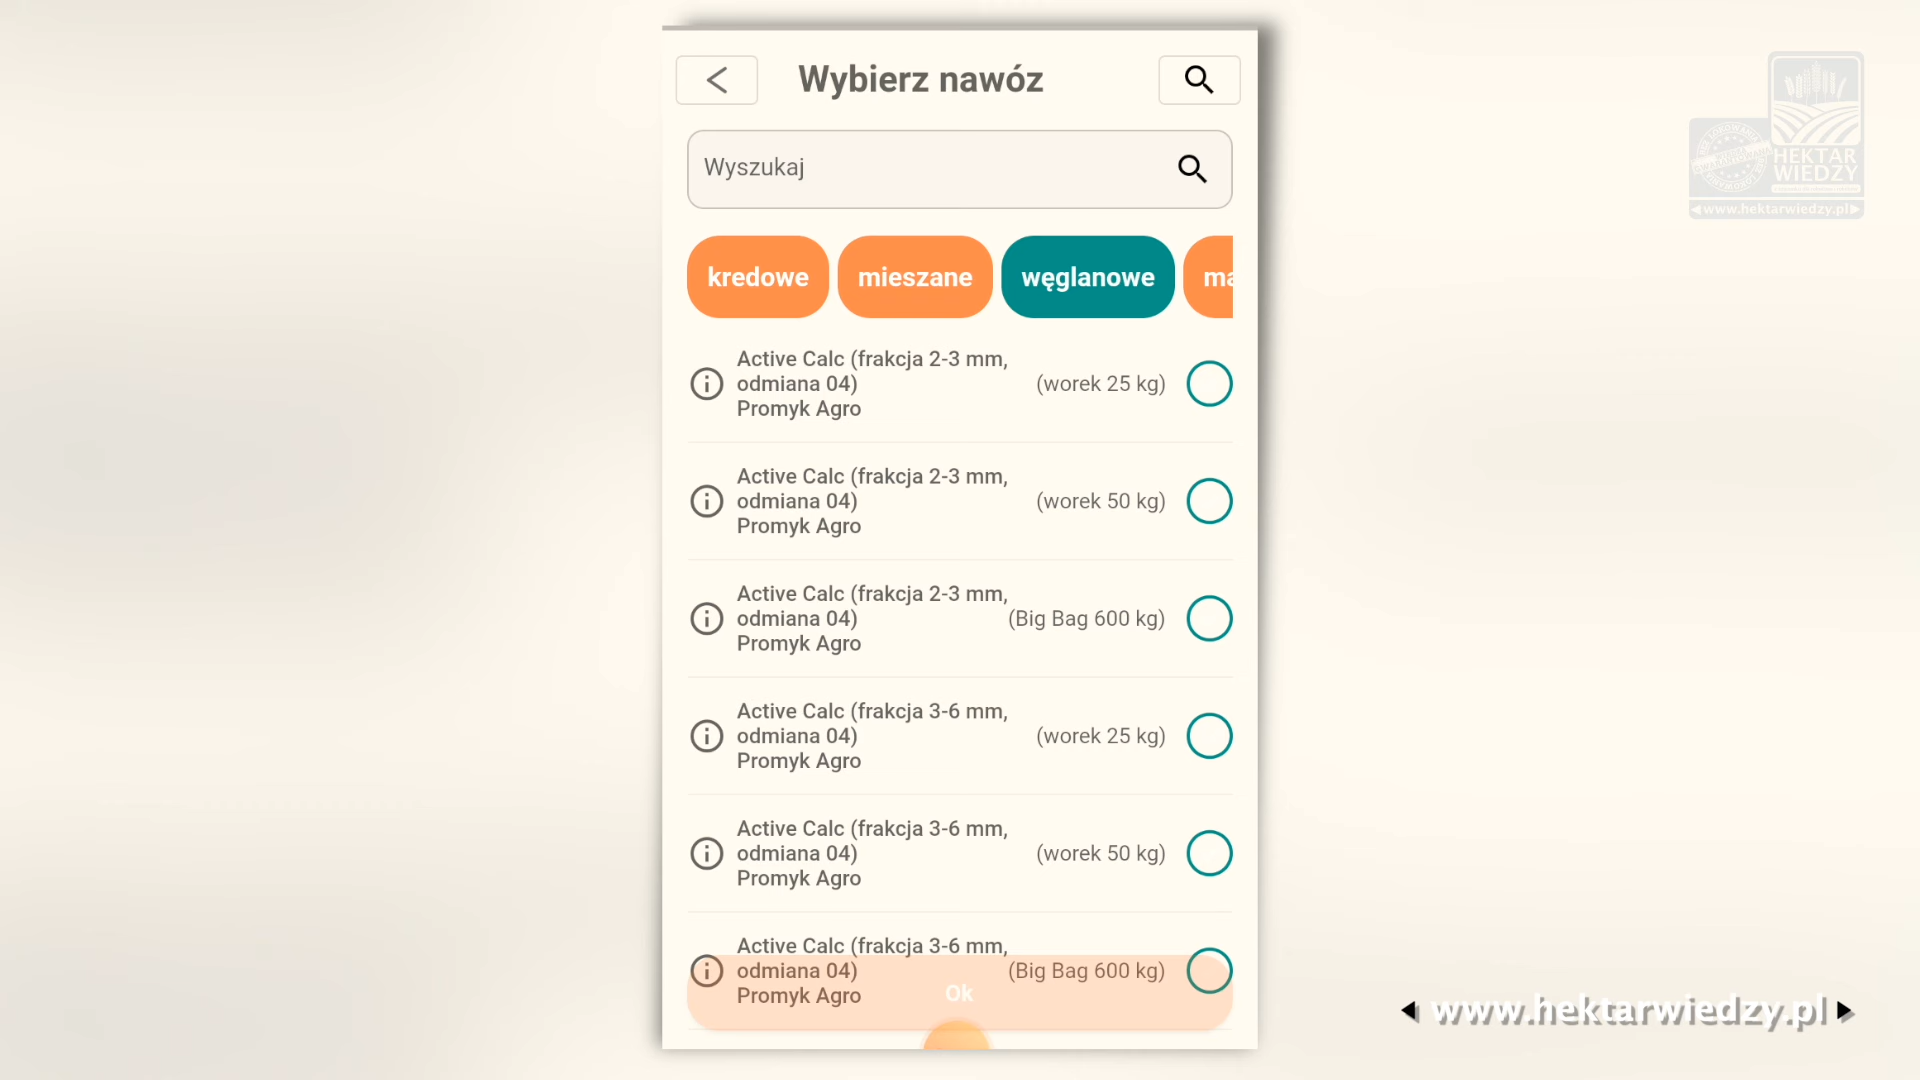 Wybierz nawóz
HEKTAR
WIEDZY
www.hektarwiedzy.pl
Wyszukaj
kredowe
mieszane
węglanowe
ma
Active Calc (frakcja 2-3 mm,
odmiana 04)
Promyk Agro
(worek 25 kg)
Active Calc (frakcja 2-3 mm,
odmiana 04)
Promyk Agro
(worek 50 kg)
Active Calc (frakcja 2-3 mm,
odmiana 04)
Promyk Agro
(Big Bag 600 kg)
Active Calc (frakcja 3-6 mm,
odmiana 04)
Promyk Agro
(worek 25 kg)
Active Calc (frakcja 3-6 mm,
odmiana 04)
Promyk Agro
(worek 50 kg)
Active Calc (frakcja 3-6 mm,
odmiana 04)
Promyk Agro
(Big Bag 600 kg)
Ok
www.hektarwiedzy.pl